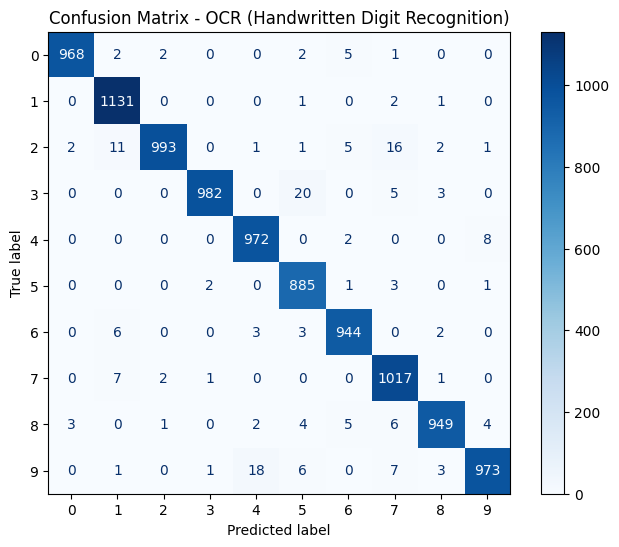 Confusion Matrix - OCR (Handwritten Digit Recognition)
0 968 2 2 0 0 2 5 1 0 0
1 0 1131 0 0 0 1 0 2 1 0
2 2 11 993 0 1 1 5 16 2 1
3 0 0 0 982 0 20 0 5 3 0
4 0 0 0 0 972 0 2 0 0 8
5 0 0 0 2 0 885 1 3 0 1
6 0 6 0 0 3 3 944 0 2 0
7 0 7 2 1 0 0 0 1017 1 0
8 3 0 1 0 2 4 5 6 949 4
9 0 1 0 1 18 6 0 7 3 973
0 1 2 3 4 5 6 7 8 9
Predicted label
True label
1000
800
600
400
200
0